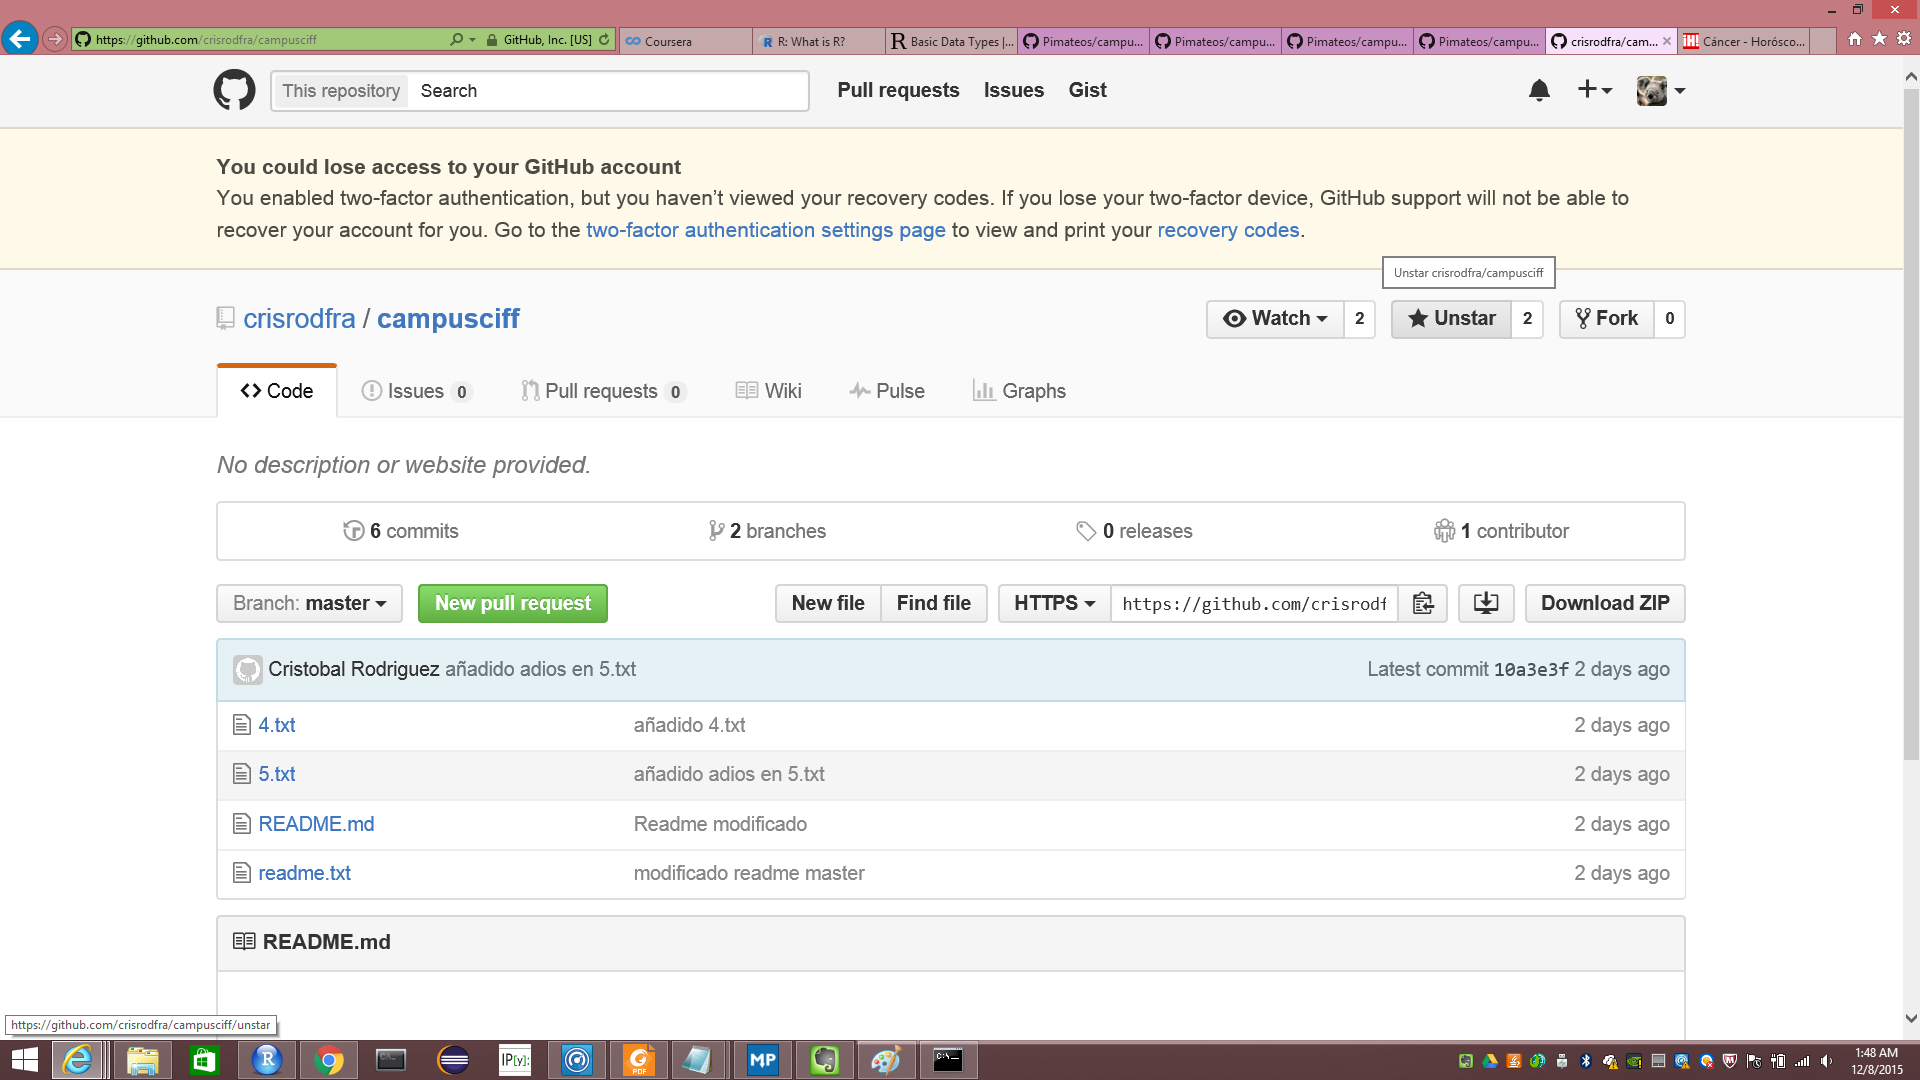 https://github.com/crisrodfra/campusciff
GitHub, Inc. [US]
Coursera
R: What is R?
Basic Data Types |...
Pimateos/campu...
Pimateos/campu...
Pimateos/campu...
Pimateos/campu...
crisrodfra/cam...
Cáncer - Horósco...
This repository Search
Pull requests Issues Gist
You could lose access to your GitHub account
You enabled two-factor authentication, but you haven’t viewed your recovery codes. If you lose your two-factor device, GitHub support will not be able to
recover your account for you. Go to the two-factor authentication settings page to view and print your recovery codes.
Unstar crisrodfra/campusciff
crisrodfra / campusciff
Watch 2 Unstar 2 Fork 0
Code Issues 0 Pull requests 0 Wiki Pulse Graphs
No description or website provided.
6 commits 2 branches 0 releases 1 contributor
Branch: master New pull request New file Find file HTTPS https://github.com/crisrodf Download ZIP
Cristobal Rodriguez añadido adios en 5.txt Latest commit 10a3e3f 2 days ago
4.txt añadido 4.txt 2 days ago
5.txt añadido adios en 5.txt 2 days ago
README.md Readme modificado 2 days ago
readme.txt modificado readme master 2 days ago
README.md
https://github.com/crisrodfra/campusciff/unstar
IP[y]:
PDF
MP
1:48 AM
12/8/2015